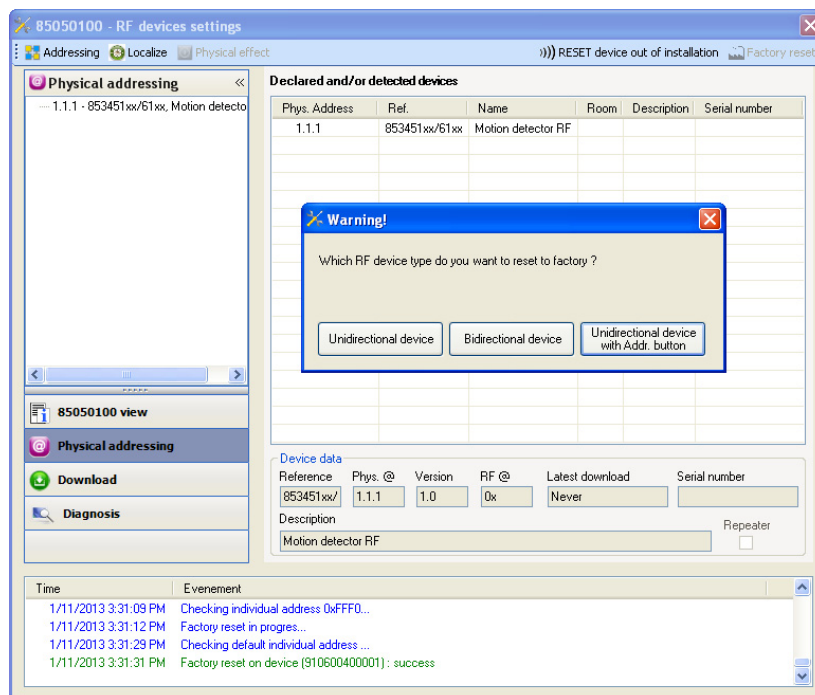 85050100 - RF devices settings
Addressing Localize Physical effect ))) RESET device out of installation Factory reset
Physical addressing «
1.1.1 - 853451xx/61xx, Motion detecto
Declared and/or detected devices
Phys. Address Ref. Name Room Description Serial number
1.1.1 853451xx/61xx Motion detector RF
Warning!
Which RF device type do you want to reset to factory ?
Unidirectional device
Bidirectional device
Unidirectional device
with Addr. button
85050100 view
Physical addressing
Download
Diagnosis
Device data
Reference Phys. @ Version RF @ Latest download Serial number
853451xx/ 1.1.1 1.0 0x Never
Description
Repeater
Motion detector RF
Time Evenement
1/11/2013 3:31:09 PM Checking individual address 0xFFF0...
1/11/2013 3:31:12 PM Factory reset in progres...
1/11/2013 3:31:29 PM Checking default individual address ...
1/11/2013 3:31:31 PM Factory reset on device (910600400001) : success